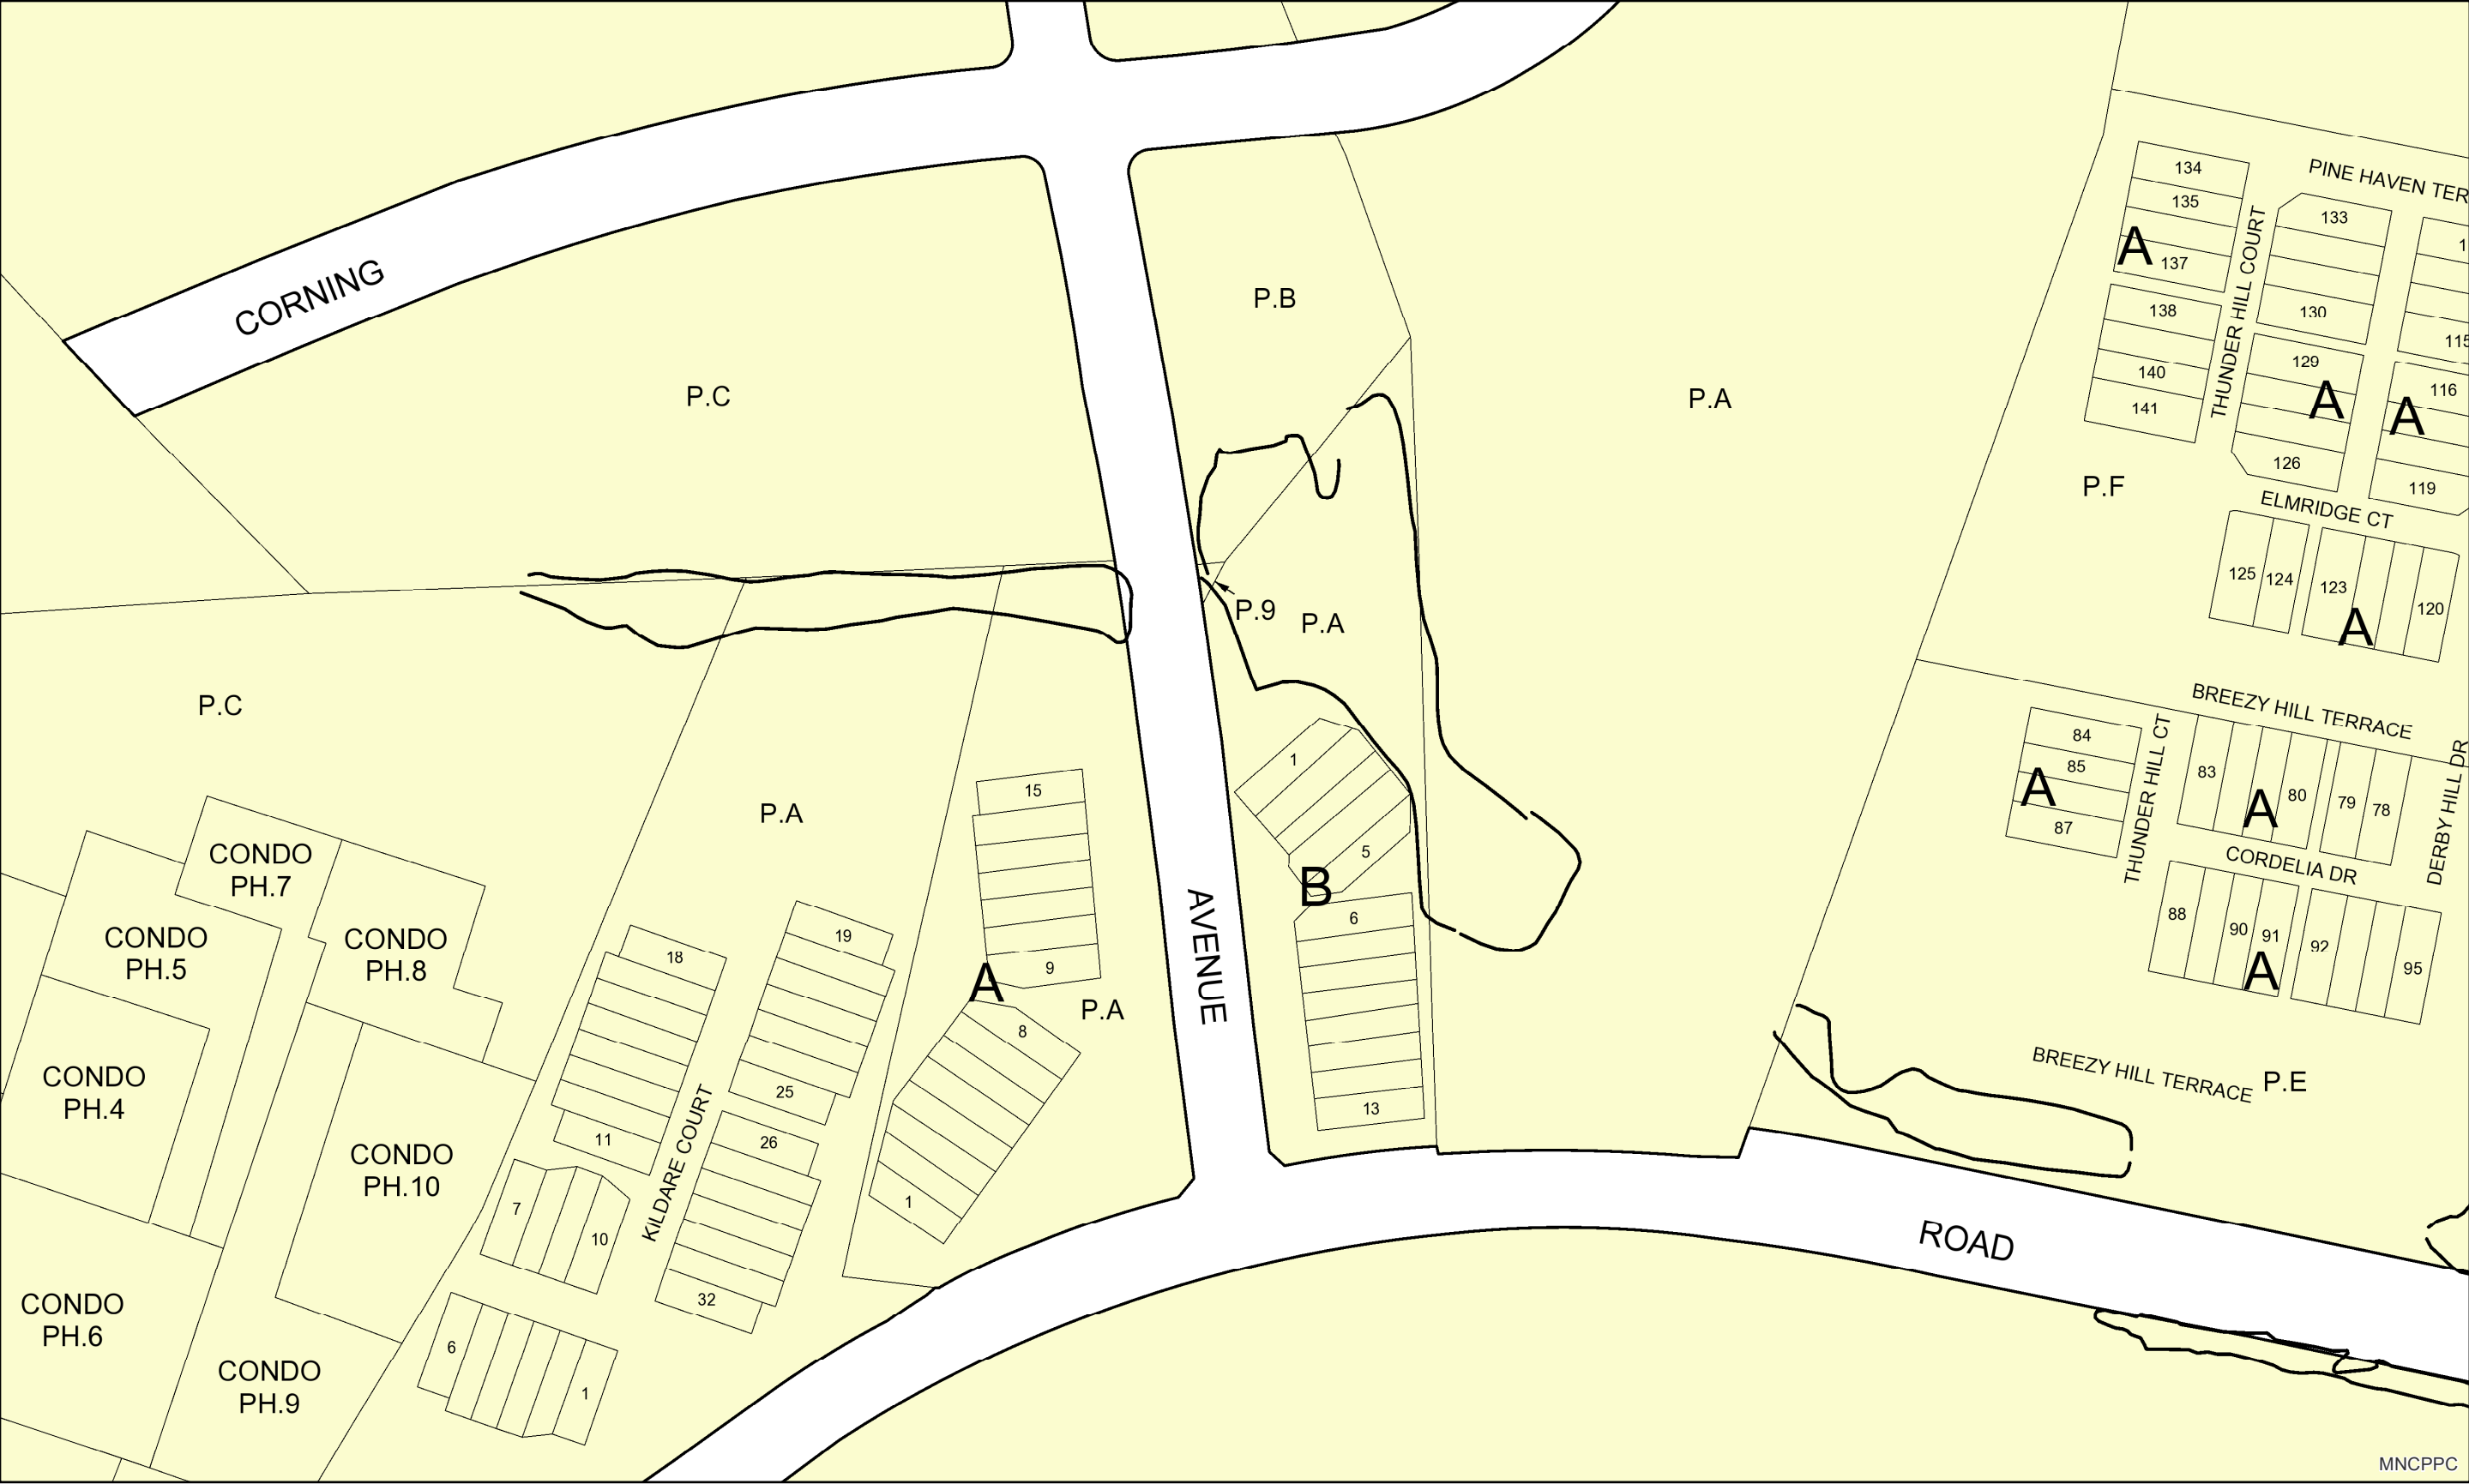 PINE HAVEN TER
134
135
A
137
133
THUNDER HILL COURT
138
130
129
140
141
A
126
115
116
A
119
CORNING
P.B
P.C
P.A
P.F
ELMRIDGE CT
125
124
123
120
A
P.9
P.A
P.C
BREEZY HILL TERRACE
84
85
A
87
THUNDER HILL CT
83
80
79
78
A
DERBY HILL DR
CORDELIA DR
88
90
91
92
95
A
P.A
15
9
A
8
P.A
1
1
5
B
6
13
AVENUE
CONDO
PH.7
CONDO
PH.5
CONDO
PH.8
CONDO
PH.4
CONDO
PH.10
CONDO
PH.6
CONDO
PH.9
18
11
19
25
26
32
KILDARE COURT
7
10
6
1
BREEZY HILL TERRACE
P.E
ROAD
MNCPPC